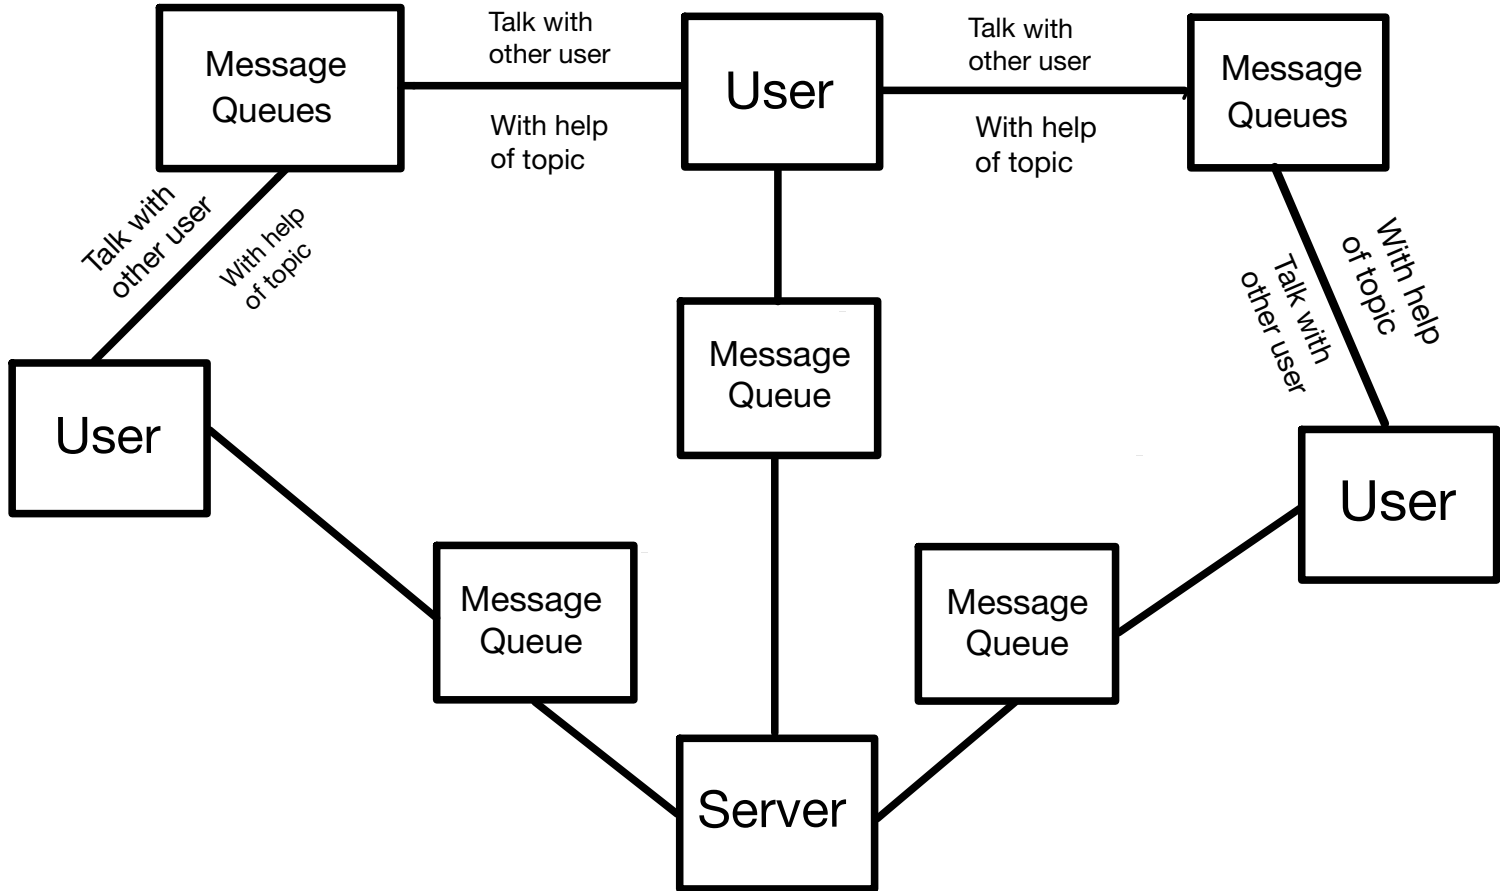 Message
Queues
Talk with
other user
With help
of topic
User
Talk with
other user
With help
of topic
Message
Queues
Talk with
other user
With help
of topic
With help
of topic
Talk with
other user
Message
Queue
User
User
Message
Queue
Message
Queue
Server